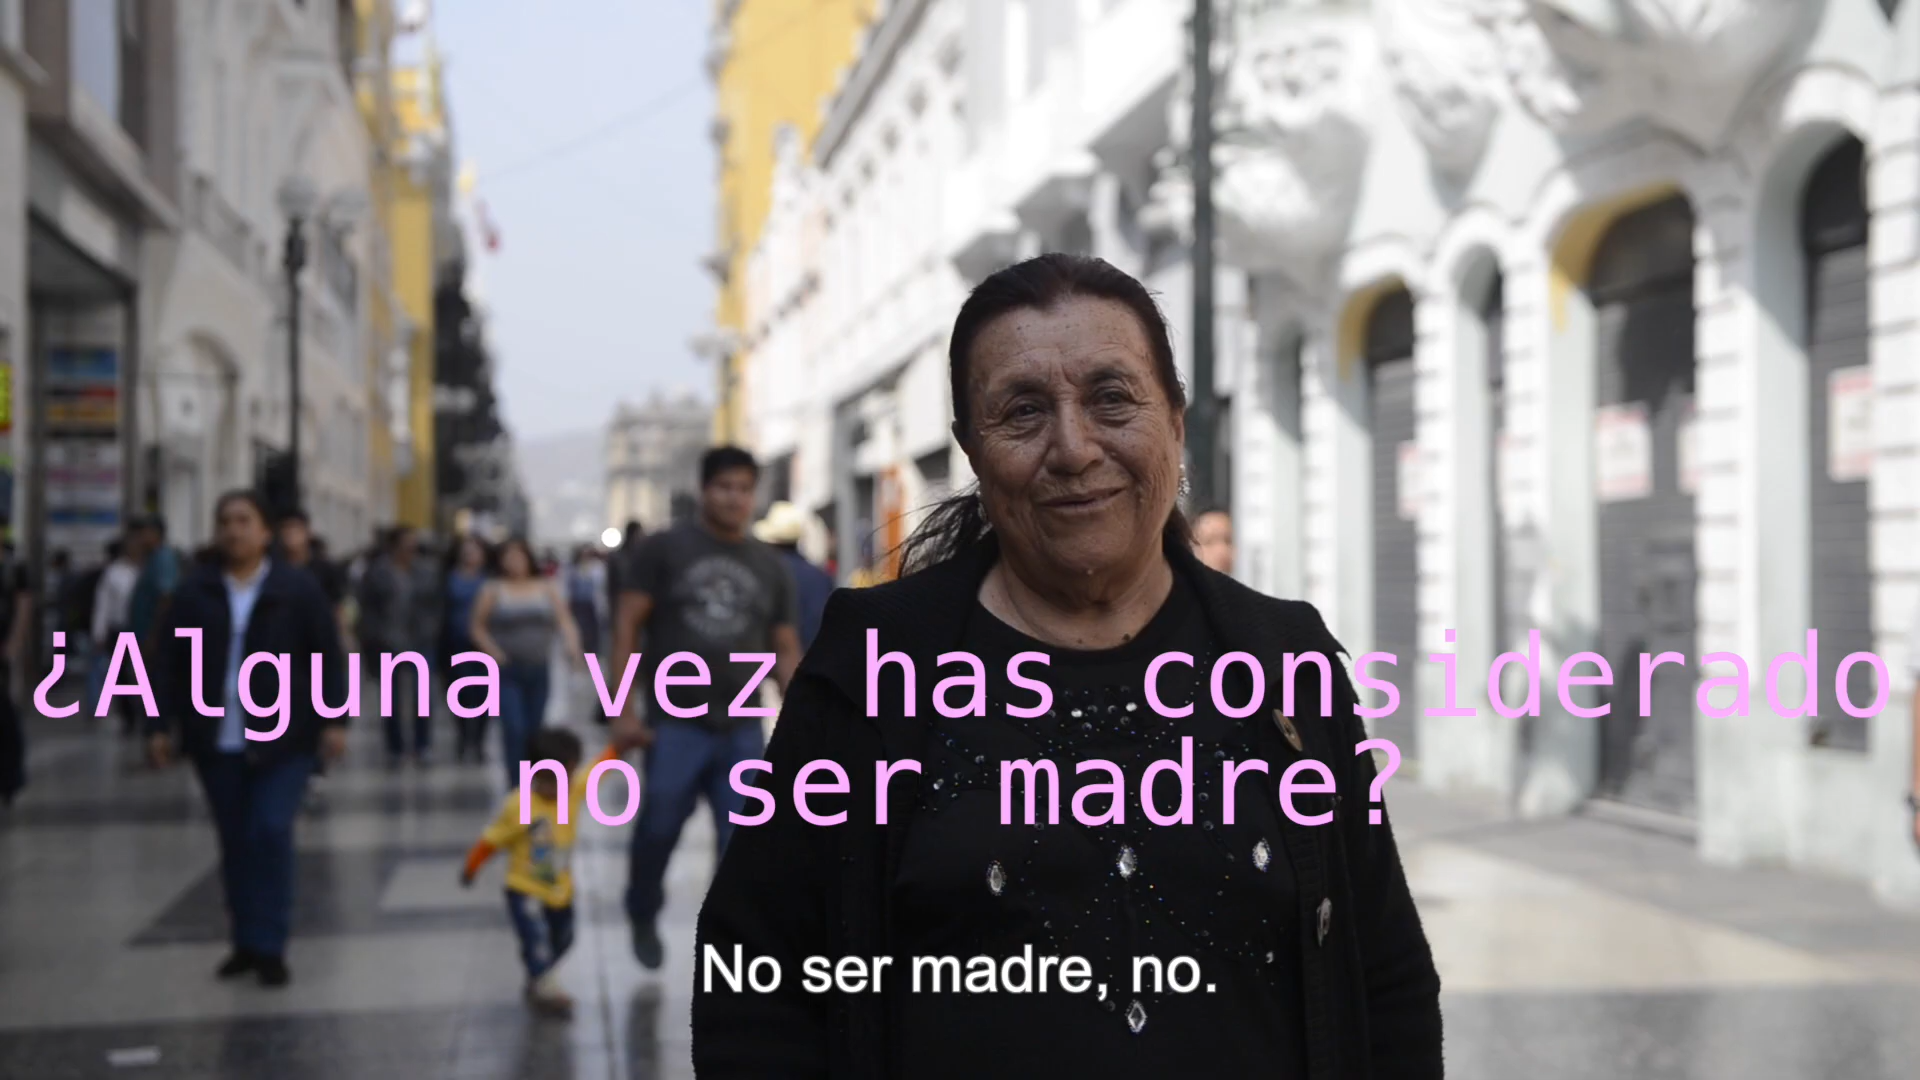 ¿Alguna vez has considerado
no ser madre?
No ser madre, no.